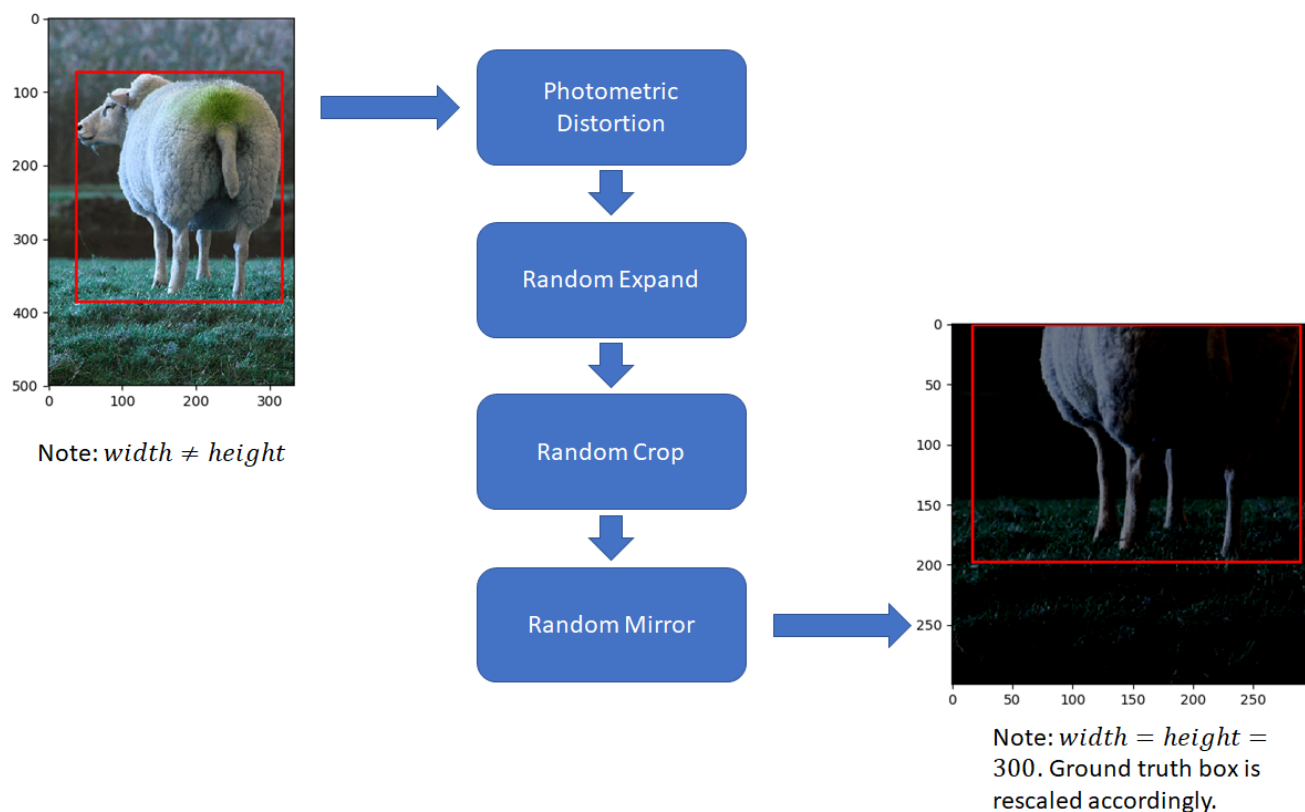 0
100
200
300
400
500
0 100 200 300
Note: width ≠ height
Photometric
Distortion
Random Expand
Random Crop
Random Mirror
0
50
100
150
200
250
0 50 100 150 200 250
Note: width = height =
300. Ground truth box is
rescaled accordingly.